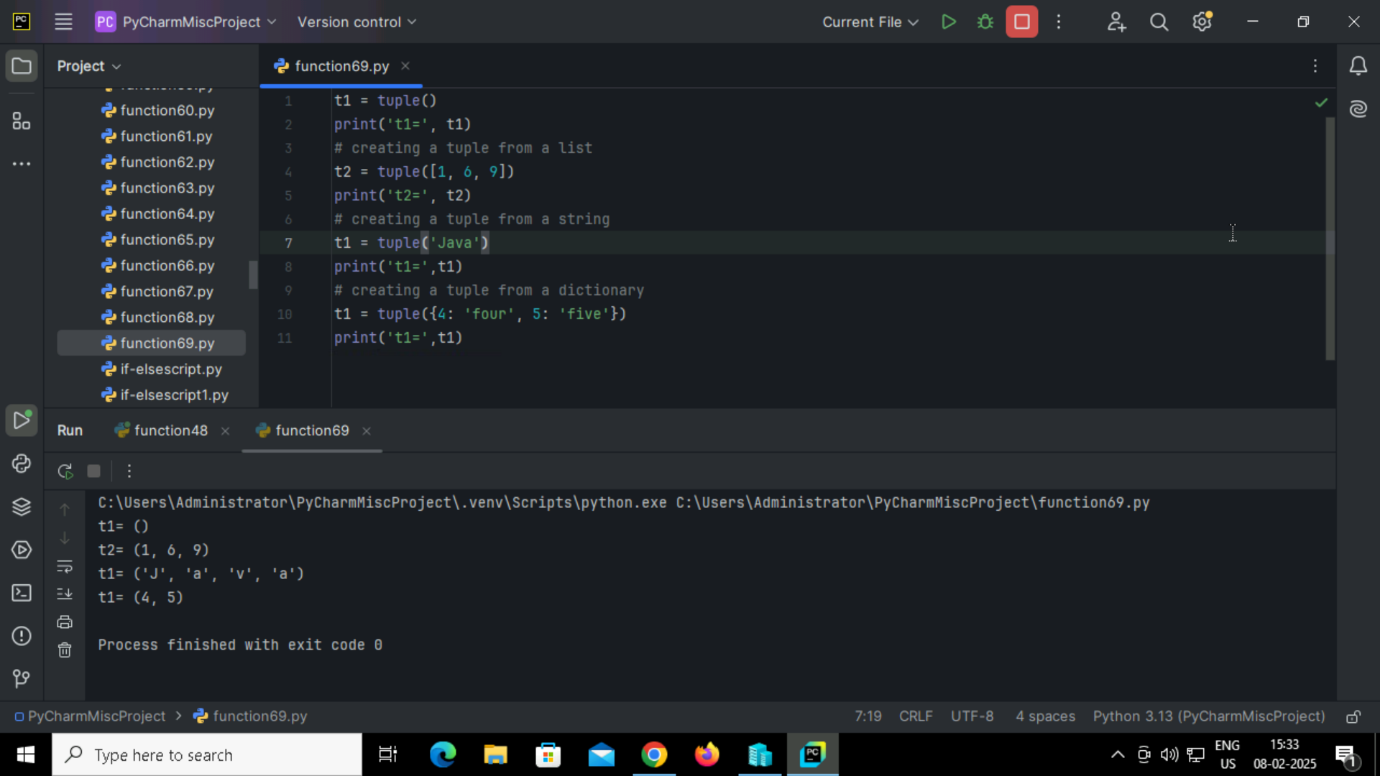 PC PC PyCharmMiscProject Version control Current File
Project function69.py
function60.py
function61.py
function62.py
function63.py
function64.py
function65.py
function66.py
function67.py
function68.py
function69.py
if-elsescript.py
if-elsescript1.py
1 t1 = tuple()
2 print('t1=', t1)
3 # creating a tuple from a list
4 t2 = tuple([1, 6, 9])
5 print('t2=', t2)
6 # creating a tuple from a string
7 t1 = tuple('Java')
8 print('t1=',t1)
9 # creating a tuple from a dictionary
10 t1 = tuple({4: 'four', 5: 'five'})
11 print('t1=',t1)
Run function48 function69
C:\Users\Administrator\PyCharmMiscProject\.venv\Scripts\python.exe C:\Users\Administrator\PyCharmMiscProject\function69.py
t1= ()
t2= (1, 6, 9)
t1= ('J', 'a', 'v', 'a')
t1= (4, 5)
Process finished with exit code 0
PyCharmMiscProject > function69.py 7:19 CRLF UTF-8 4 spaces Python 3.13 (PyCharmMiscProject)
Type here to search PC ENG 15:33
US 08-02-2025 1